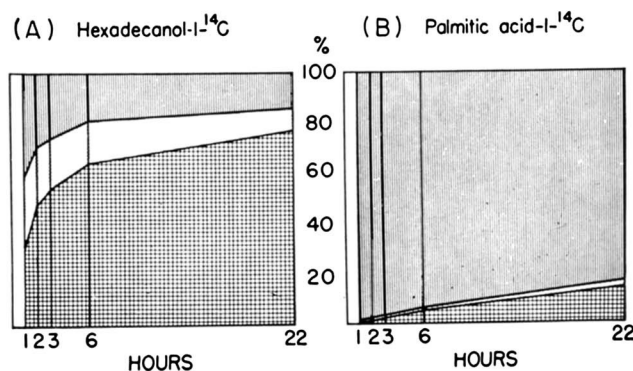 (A) Hexadecanol-1-¹⁴C
(B) Palmitic acid-1-¹⁴C
%
100
80
60
40
20
1 2 3 6 22
HOURS
1 2 3 6 22
HOURS